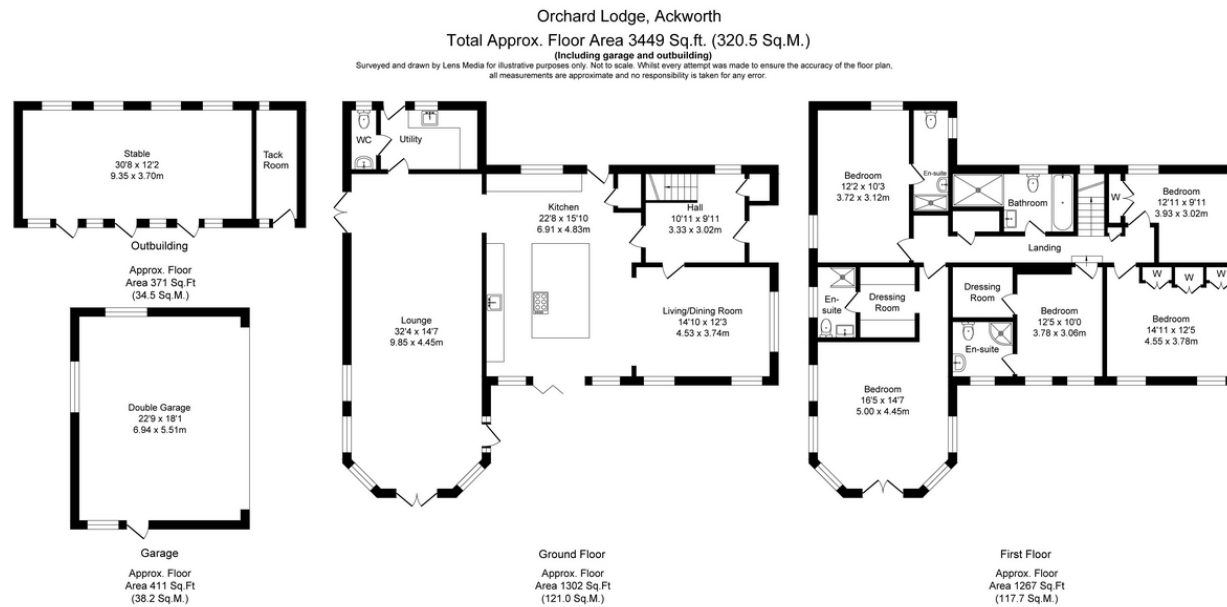 Orchard Lodge, Ackworth
Total Approx. Floor Area 3449 Sq.ft. (320.5 Sq.M.)
(Including garage and outbuilding)
Surveyed and drawn by Lens Media for illustrative purposes only. Not to scale. Whilst every attempt was made to ensure the accuracy of the floor plan,
all measurements are approximate and no responsibility is taken for any error.
Stable
30'8 x 12'2
9.35 x 3.70m
Tack
Room
Outbuilding
Approx. Floor
Area 371 Sq.Ft
(34.5 Sq.M.)
Double Garage
22'9 x 18'1
6.94 x 5.51m
Garage
Approx. Floor
Area 411 Sq.Ft
(38.2 Sq.M.)
WC
Utility
Kitchen
22'8 x 15'10
6.91 x 4.83m
Hall
10'11 x 9'11
3.33 x 3.02m
Lounge
32'4 x 14'7
9.85 x 4.45m
Living/Dining Room
14'10 x 12'3
4.53 x 3.74m
Ground Floor
Approx. Floor
Area 1302 Sq.Ft
(121.0 Sq.M.)
Bedroom
12'2 x 10'3
3.72 x 3.12m
En-suite
Bathroom
W
Bedroom
12'11 x 9'11
3.93 x 3.02m
Landing
En-
suite
Dressing
Room
Dressing
Room
Bedroom
12'5 x 10'0
3.78 x 3.06m
W
W
W
Bedroom
14'11 x 12'5
4.55 x 3.78m
En-suite
Bedroom
16'5 x 14'7
5.00 x 4.45m
First Floor
Approx. Floor
Area 1267 Sq.Ft
(117.7 Sq.M.)